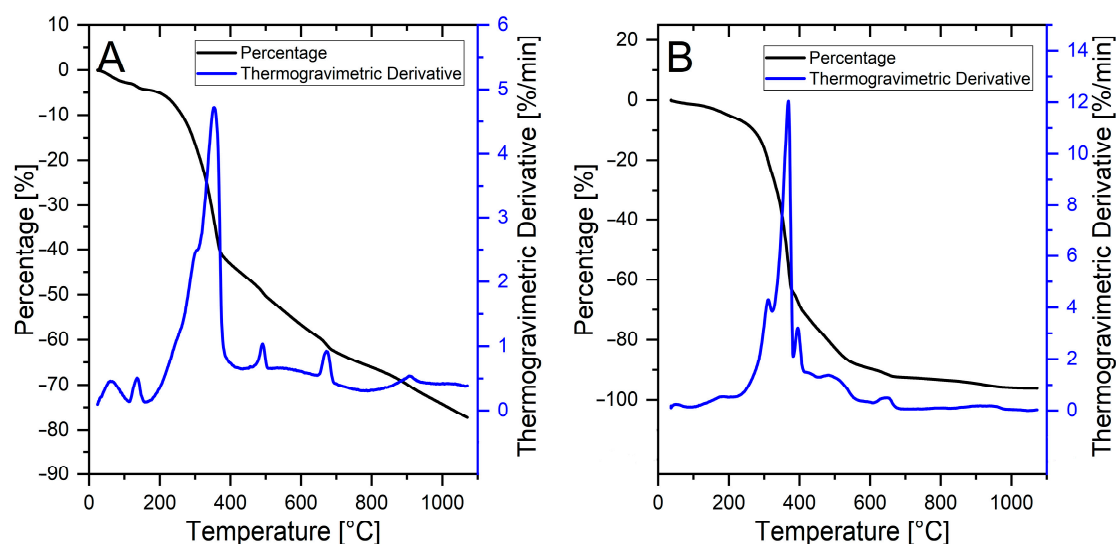 A
Percentage
Thermogravimetric Derivative
10
0
−10
−20
−30
−40
−50
−60
−70
−80
−90
Percentage [%]
0 200 400 600 800 1000
Temperature [°C]
6
5
4
3
2
1
0
Thermogravimetric Derivative [%/min]
B
Percentage
Thermogravimetric Derivative
20
0
−20
−40
−60
−80
−100
Percentage [%]
0 200 400 600 800 1000
Temperature [°C]
14
12
10
8
6
4
2
0
Thermogravimetric Derivative [%/min]